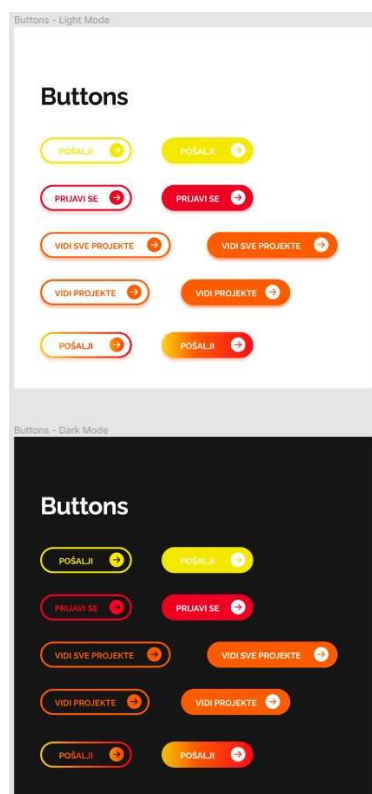 Buttons - Light Mode
Buttons
POŠALJI POŠALJI
PRIJAVI SE PRIJAVI SE
VIDI SVE PROJEKTE VIDI SVE PROJEKTE
VIDI PROJEKTE VIDI PROJEKTE
POŠALJI POŠALJI
Buttons - Dark Mode
Buttons
POŠALJI POŠALJI
PRIJAVI SE PRIJAVI SE
VIDI SVE PROJEKTE VIDI SVE PROJEKTE
VIDI PROJEKTE VIDI PROJEKTE
POŠALJI POŠALJI